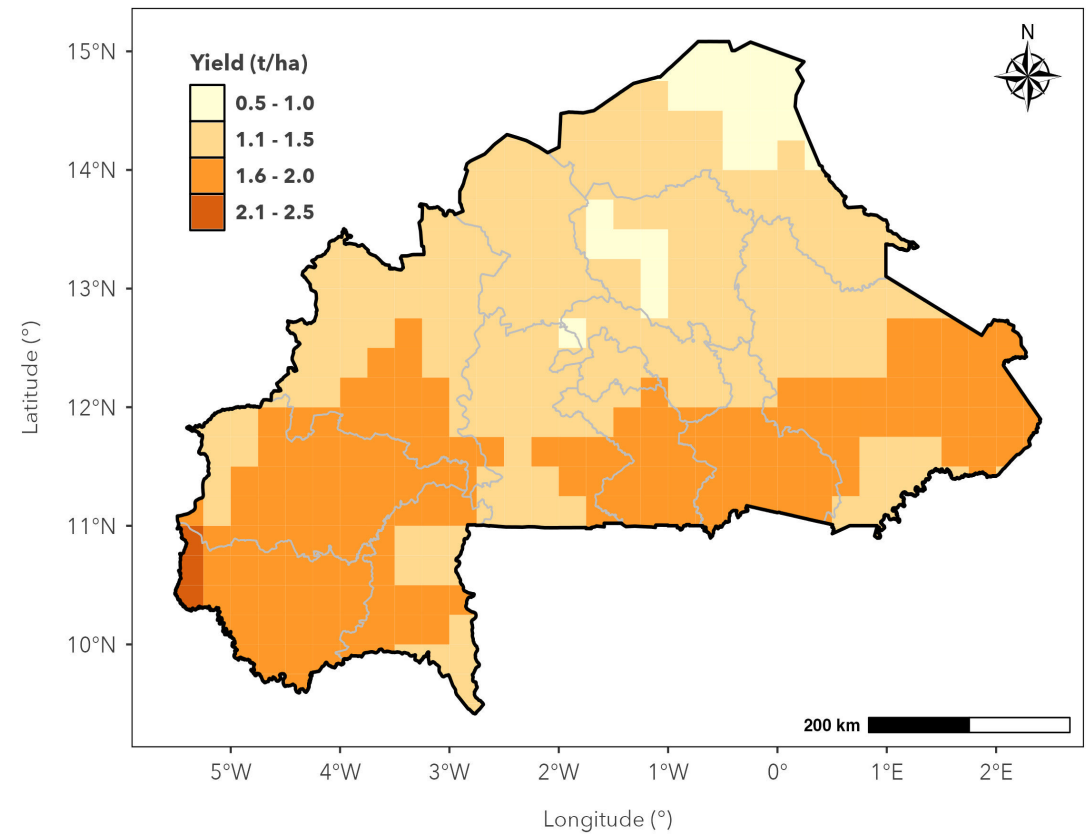 N
Yield (t/ha)
0.5 - 1.0
1.1 - 1.5
1.6 - 2.0
2.1 - 2.5
15°N
14°N
13°N
12°N
11°N
10°N
Latitude (°)
200 km
5°W 4°W 3°W 2°W 1°W 0° 1°E 2°E
Longitude (°)